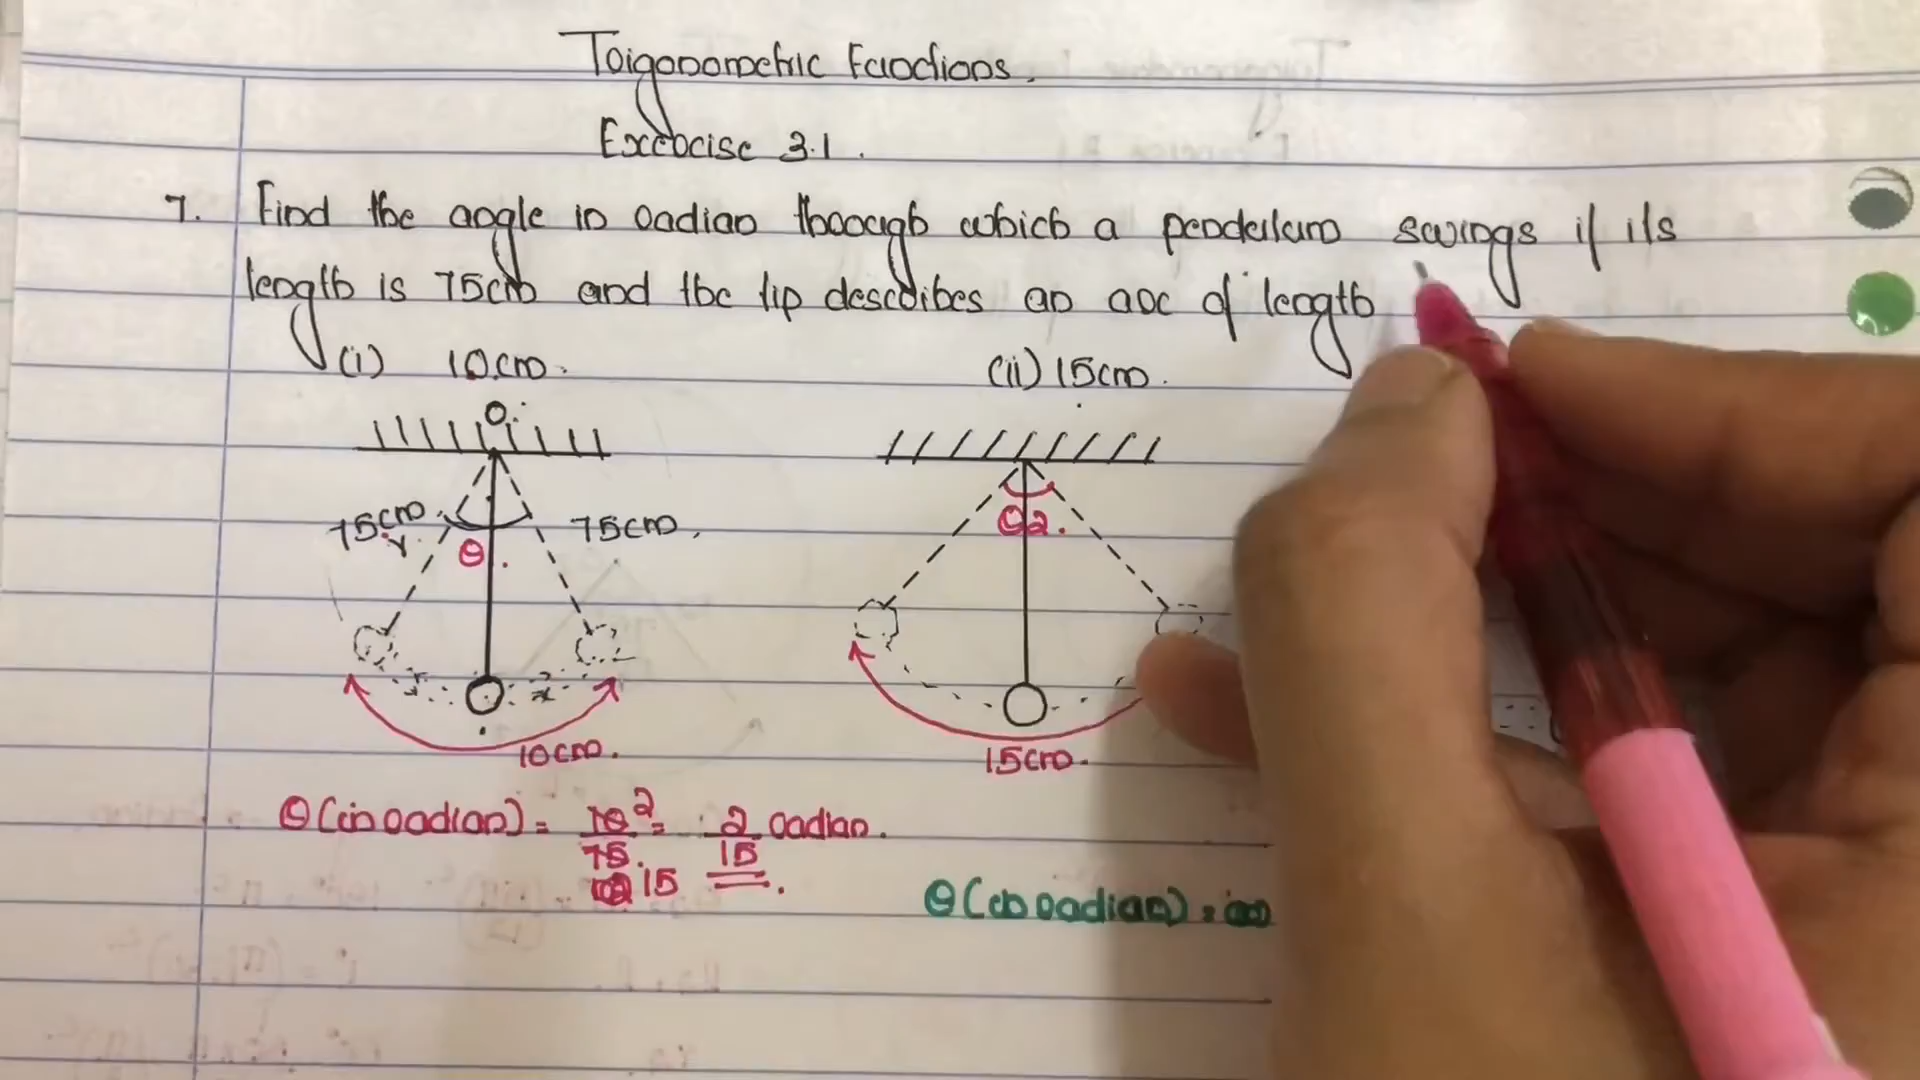 Trigonometric Functions.
Exercise 3.1.
7. Find the angle in radian through which a pendulum swings if its
length is 75cm and the tip describes an arc of length
(i) 10cm.
(ii) 15cm.
O
75cm
r
75cm.
θ.
10cm.
θ2.
15cm.
θ(in radian) = 10 2 = 2 radian.
75. 15
15
θ(in radian) =